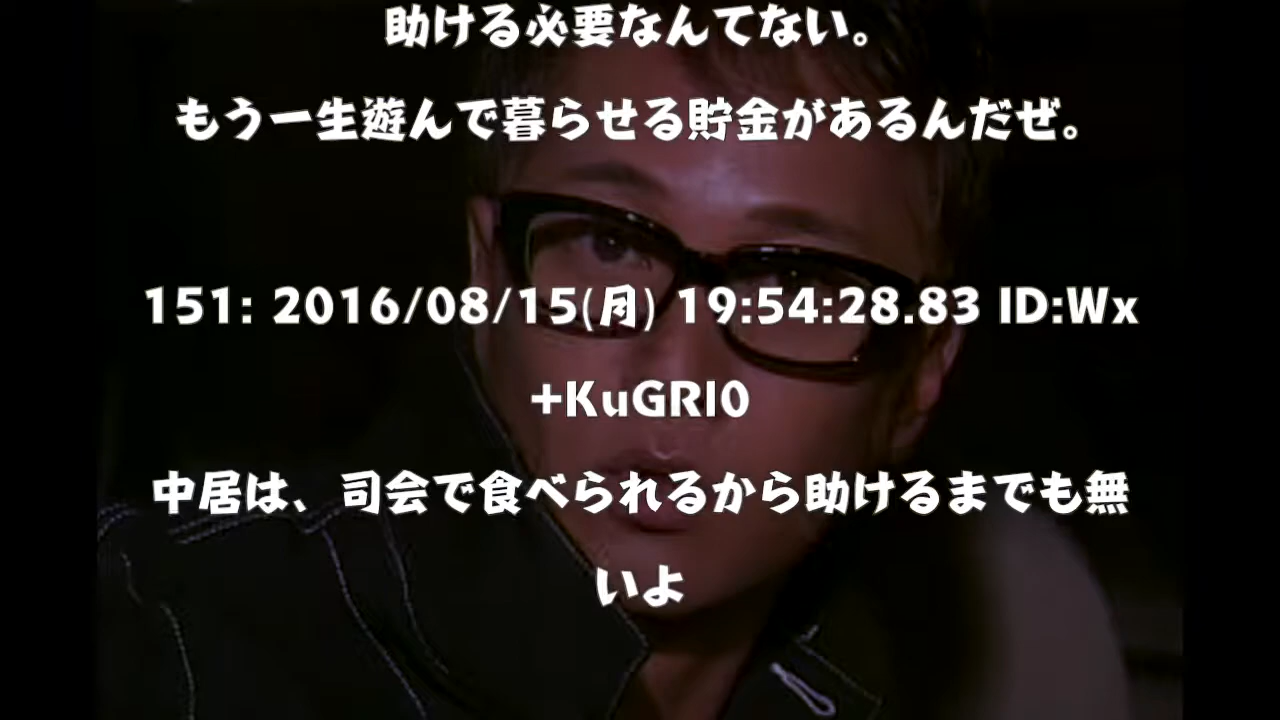 助ける必要なんてない。
もう一生遊んで暮らせる貯金があるんだぜ。
151: 2016/08/15(月) 19:54:28.83 ID:Wx
+KuGRI0
中居は、司会で食べられるから助けるまでも無
いよ